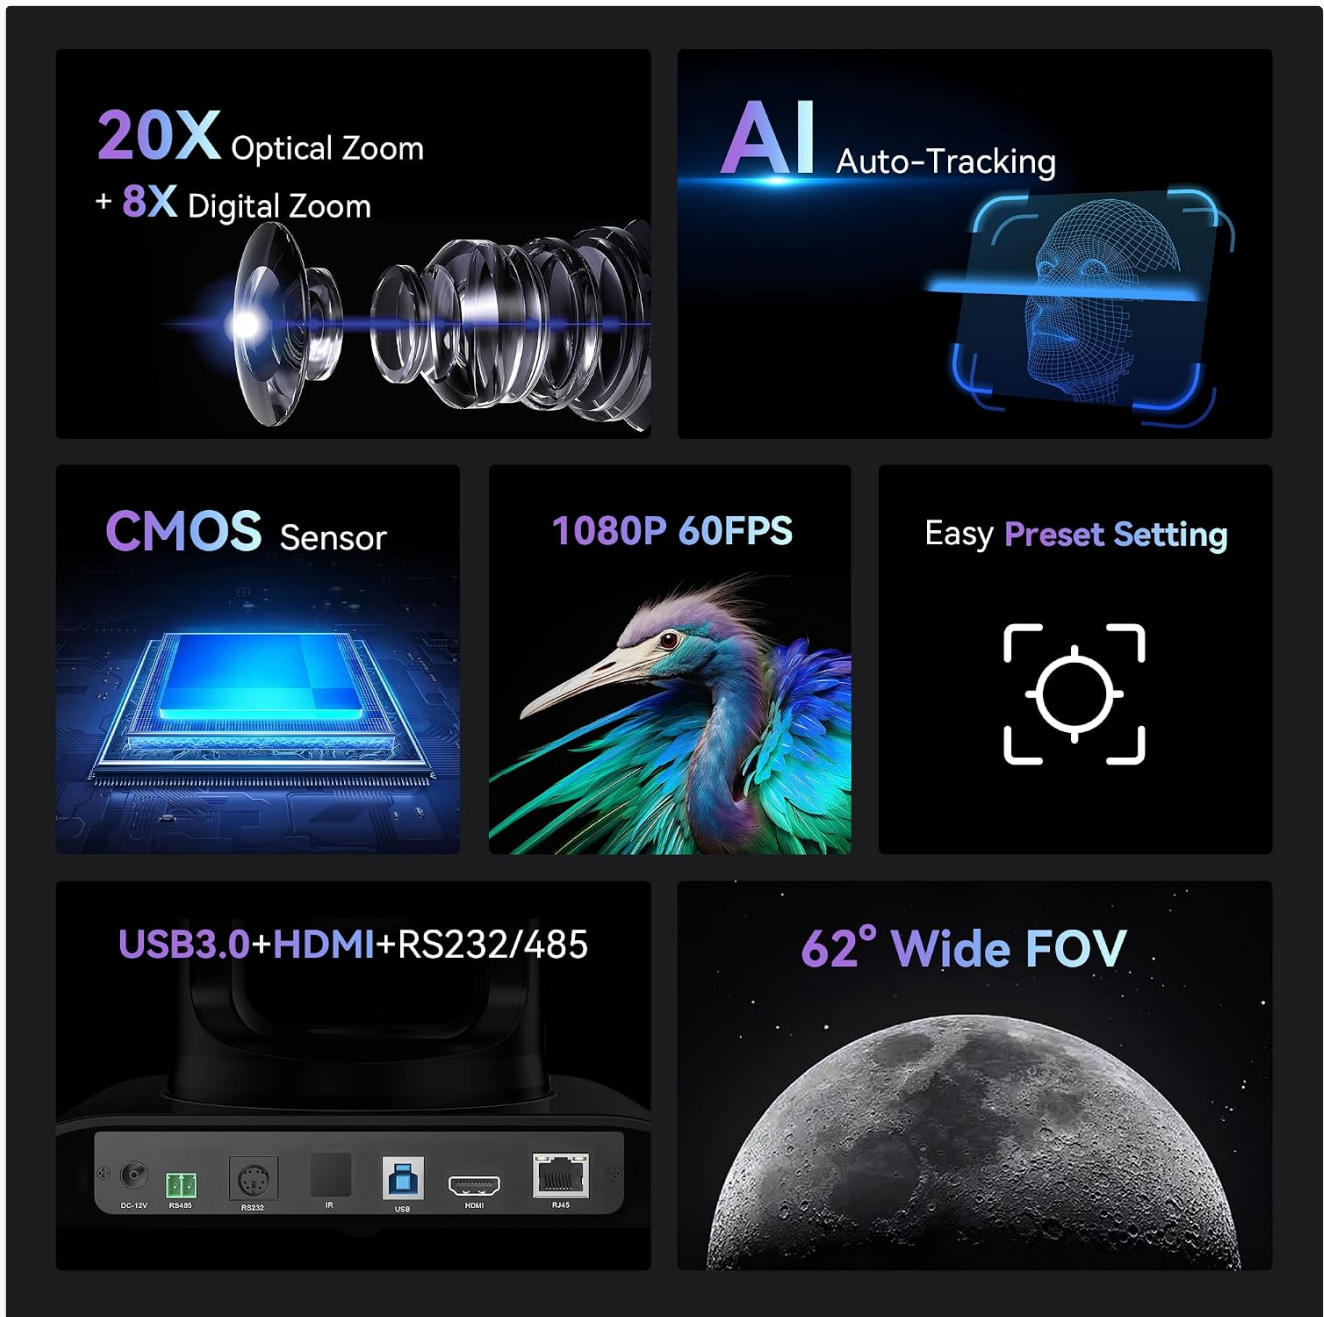 20X Optical Zoom
+ 8X Digital Zoom
AI Auto-Tracking
CMOS Sensor
1080P 60FPS
Easy Preset Setting
USB3.0+HDMI+RS232/485
DC-12V RS485 RS232 IR USB HDMI RJ45
62° Wide FOV